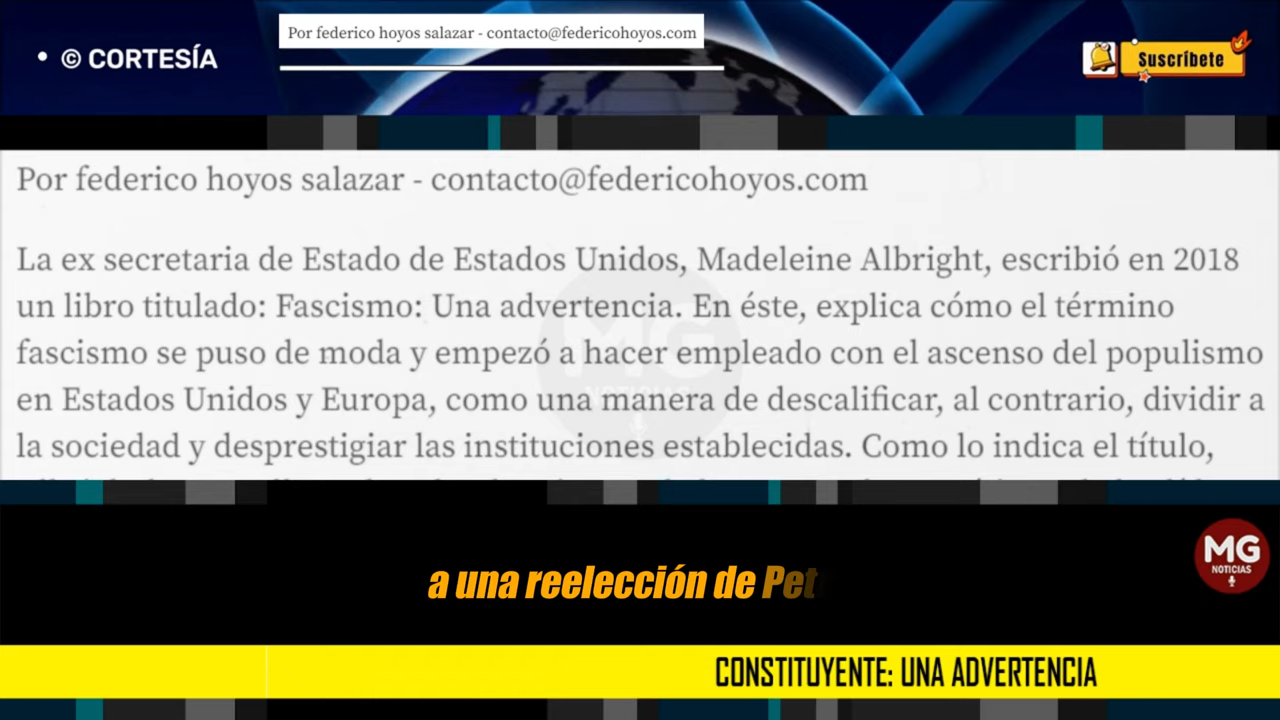 • © CORTESÍA
Por federico hoyos salazar - contacto@federicohoyos.com
Suscríbete
Por federico hoyos salazar - contacto@federicohoyos.com
La ex secretaria de Estado de Estados Unidos, Madeleine Albright, escribió en 2018
un libro titulado: Fascismo: Una advertencia. En éste, explica cómo el término
fascismo se puso de moda y empezó a hacer empleado con el ascenso del populismo
en Estados Unidos y Europa, como una manera de descalificar, al contrario, dividir a
la sociedad y desprestigiar las instituciones establecidas. Como lo indica el título,
MG
NOTICIAS
a una reelección de Pet
MG
NOTICIAS
CONSTITUYENTE: UNA ADVERTENCIA